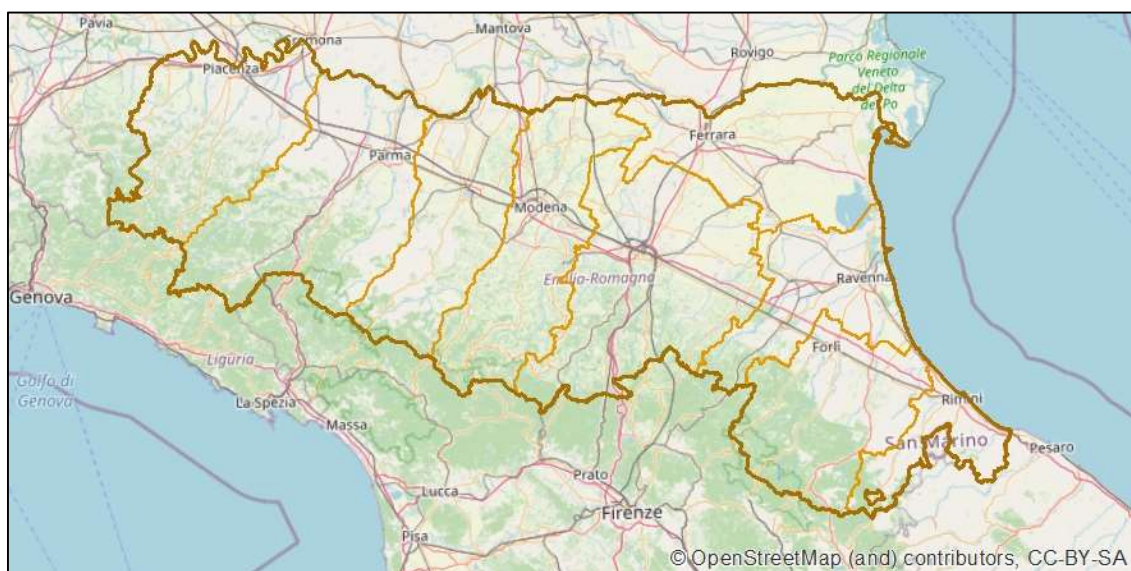 Pavia
Cremona
Mantova
Rovigo
Piacenza
Parco Regionale
Veneto
del Delta
del Po
Ferrara
Parma
Modena
Emilia-Romagna
Ravenna
Genova
Forlì
Liguria
Golfo di
Genova
La Spezia
Massa
Rimini
San Marino
Pesaro
Prato
Lucca
Firenze
Pisa
© OpenStreetMap (and) contributors, CC-BY-SA